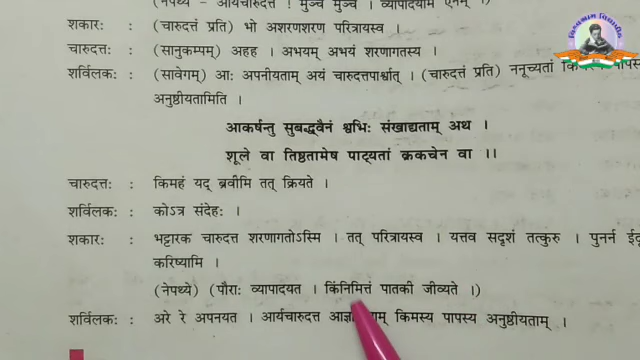 (नेपथ्ये - आर्यचारुदत्त ! मुञ्च मुञ्च । व्यापादयाम एनम् ।)
शकारः : (चारुदत्तं प्रति) भो अशरणशरण परित्रायस्व ।
चारुदत्तः : (सानुकम्पम्) अहह । अभयम् अभयं शरणागतस्य ।
शर्विलकः : (सावेगम्) आः अपनीयताम् अयं चारुदत्तपार्श्वात् । (चारुदत्तं प्रति) ननूच्यतां पापस्
अनुष्ठीयतामिति ।
आकर्षन्तु सुबद्ध्वैनं श्वभिः संखाद्यताम् अथ ।
शूले वा तिष्ठतामेष पाट्यतां क्रकचेन वा ।।
चारुदत्तः : किमहं यद् ब्रवीमि तत् क्रियते ।
शर्विलकः : कोऽत्र संदेहः ।
शकारः : भट्टारक चारुदत्त शरणागतोऽस्मि । तत् परित्रायस्व । यत्तव सदृशं तत्कुरु । पुनर्न ईदृ
करिष्यामि ।
(नेपथ्ये) (पौराः व्यापादयत । किंनिमित्तं पातकी जीव्यते ।)
शर्विलकः : अरे रे अपनयत । आर्यचारुदत्त किमस्य पापस्य अनुष्ठीयताम् ।